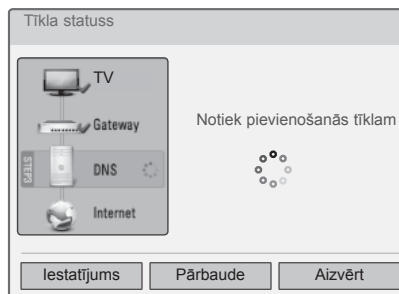 Tīkla statuss
TV
Gateway
Notiek pievienošanās tīklam
STEP3
DNS
Internet
Iestatījums
Pārbaude
Aizvērt